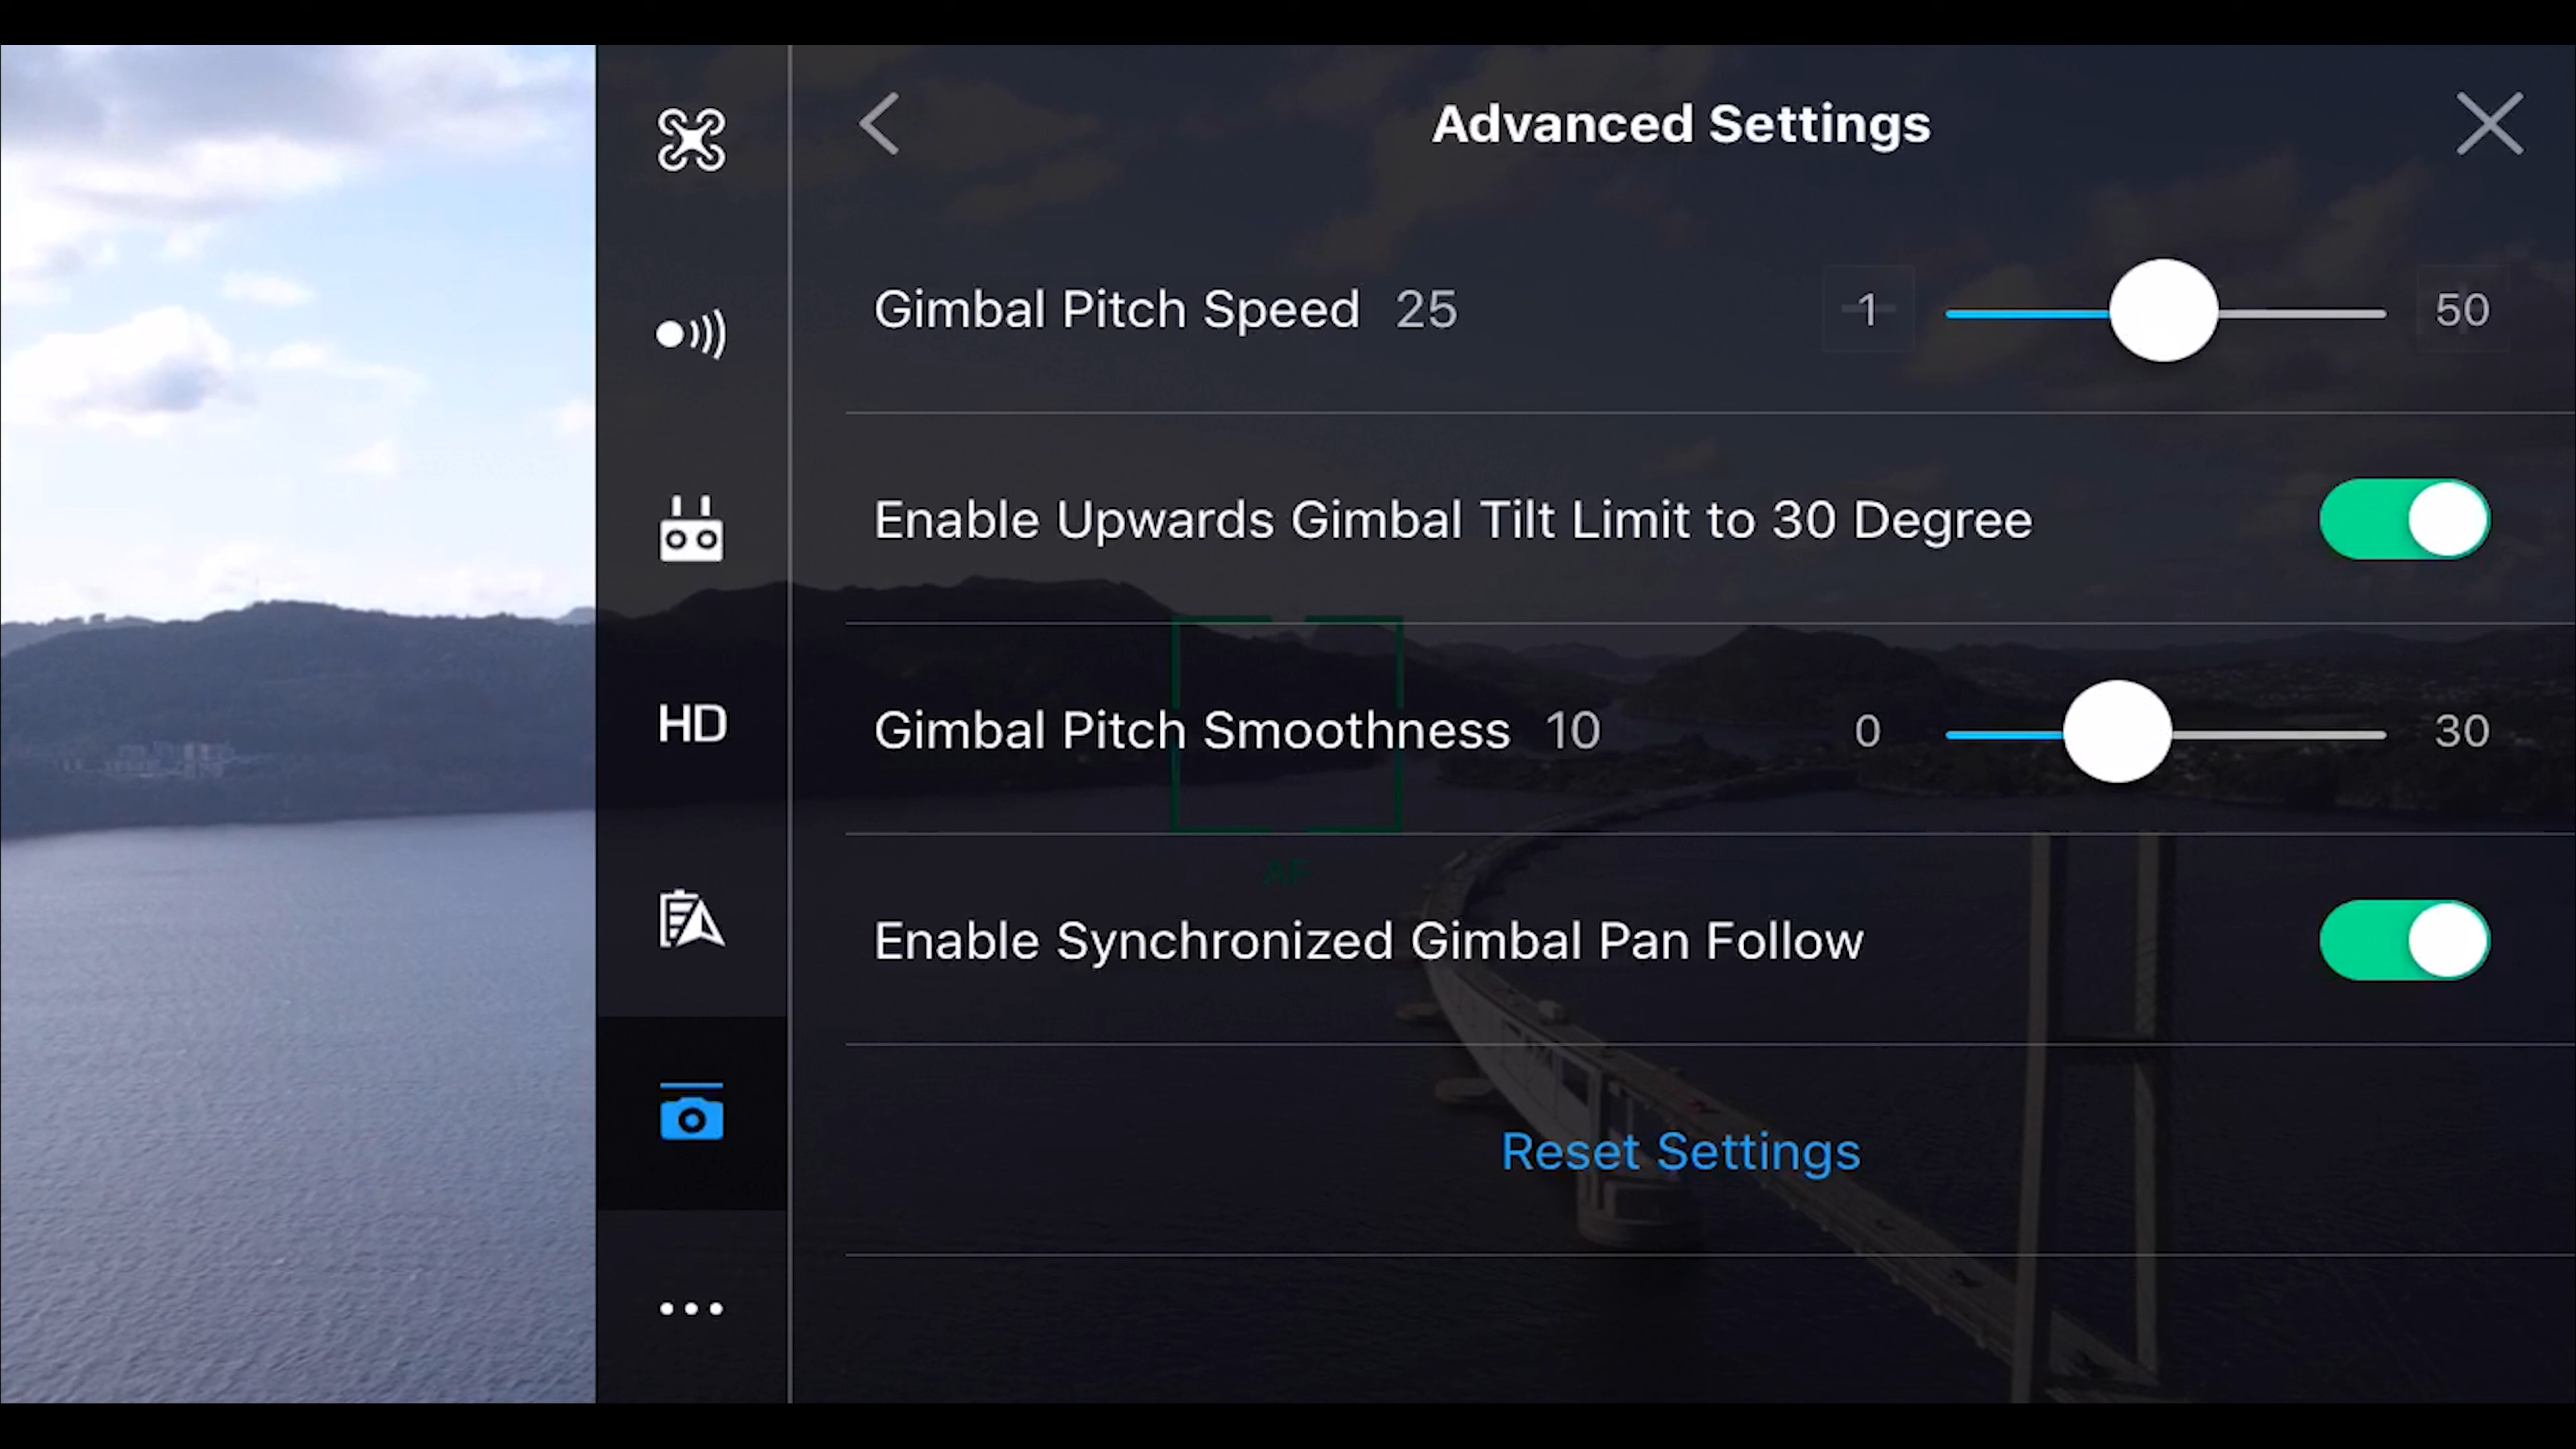 Advanced Settings
Gimbal Pitch Speed 25 1 50
Enable Upwards Gimbal Tilt Limit to 30 Degree
HD
Gimbal Pitch Smoothness 10 0 30
AF
Enable Synchronized Gimbal Pan Follow
Reset Settings